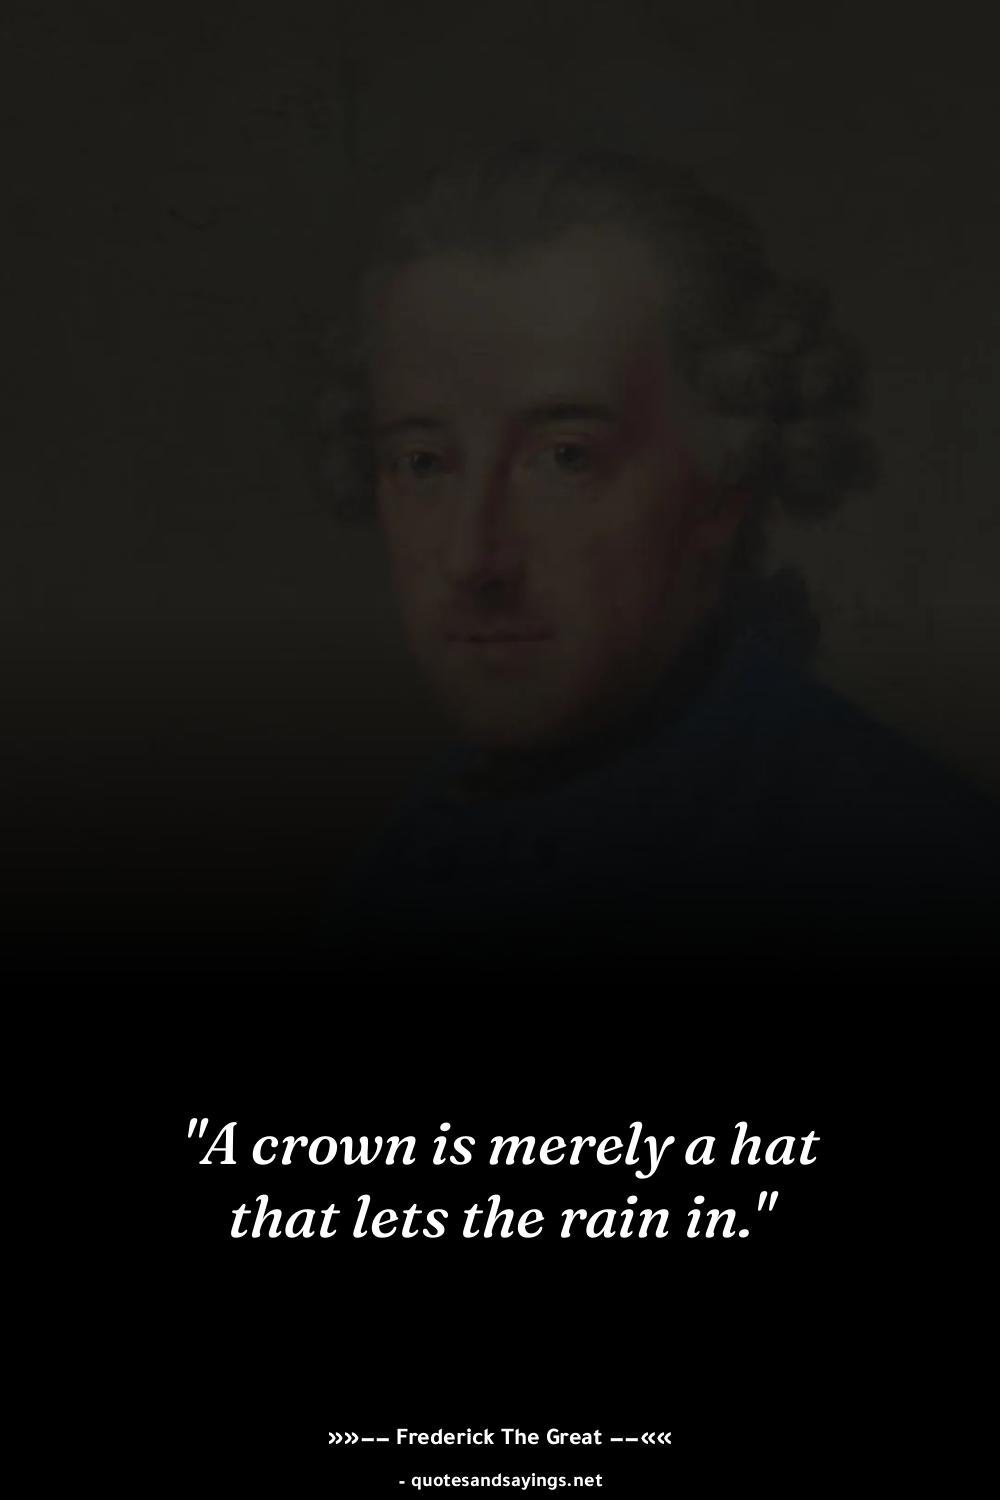 "A crown is merely a hat
that lets the rain in."
»»—— Frederick The Great ——««
- quotesandsayings.net